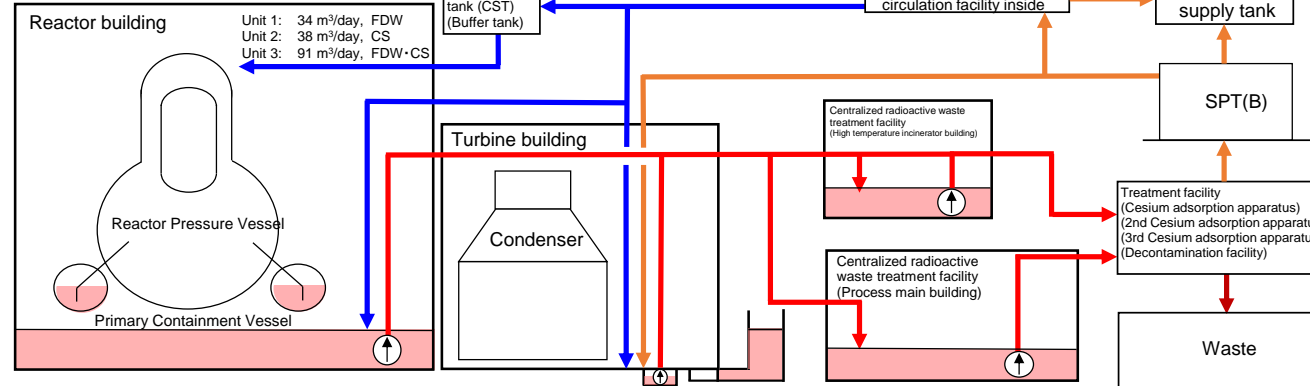 Reactor building
Unit 1: 34 m³/day, FDW
Unit 2: 38 m³/day, CS
Unit 3: 91 m³/day, FDW・CS
tank (CST)
(Buffer tank)
circulation facility inside
supply tank
SPT(B)
Turbine building
Centralized radioactive waste
treatment facility
(High temperature incinerator building)
Reactor Pressure Vessel
Condenser
Treatment facility
(Cesium adsorption apparatus)
(2nd Cesium adsorption apparatu
(3rd Cesium adsorption apparatu
(Decontamination facility)
Centralized radioactive
waste treatment facility
(Process main building)
Primary Containment Vessel
Waste